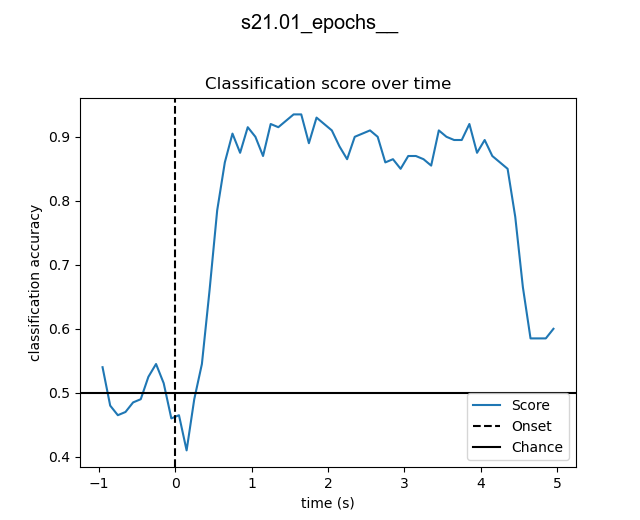 s21.01_epochs__
Classification score over time
classification accuracy
0.9
0.8
0.7
0.6
0.5
0.4
−1
0
1
2
3
4
5
time (s)
Score
Onset
Chance